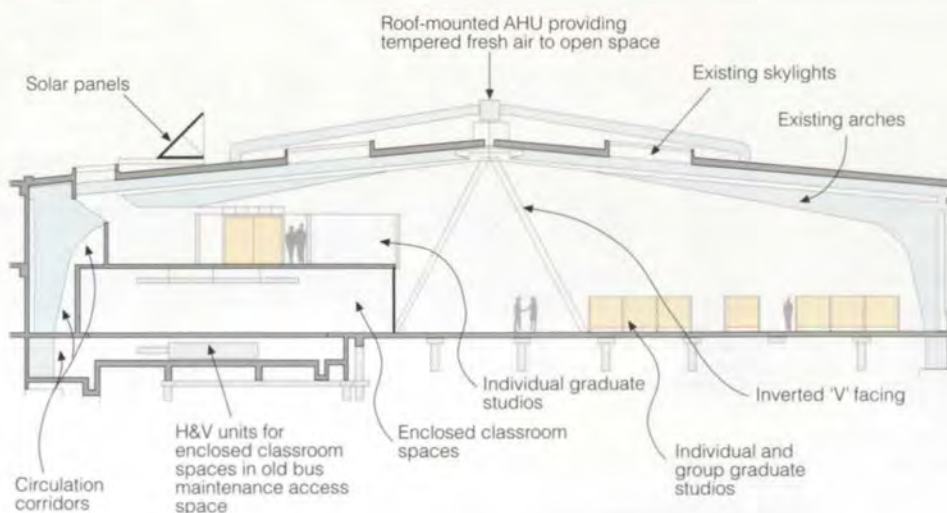 Roof-mounted AHU providing
tempered fresh air to open space
Solar panels
Existing skylights
Existing arches
Individual graduate
studios
Inverted 'V' facing
H&V units for
enclosed classroom
spaces in old bus
maintenance access
space
Enclosed classroom
spaces
Individual and
group graduate
studios
Circulation
corridors